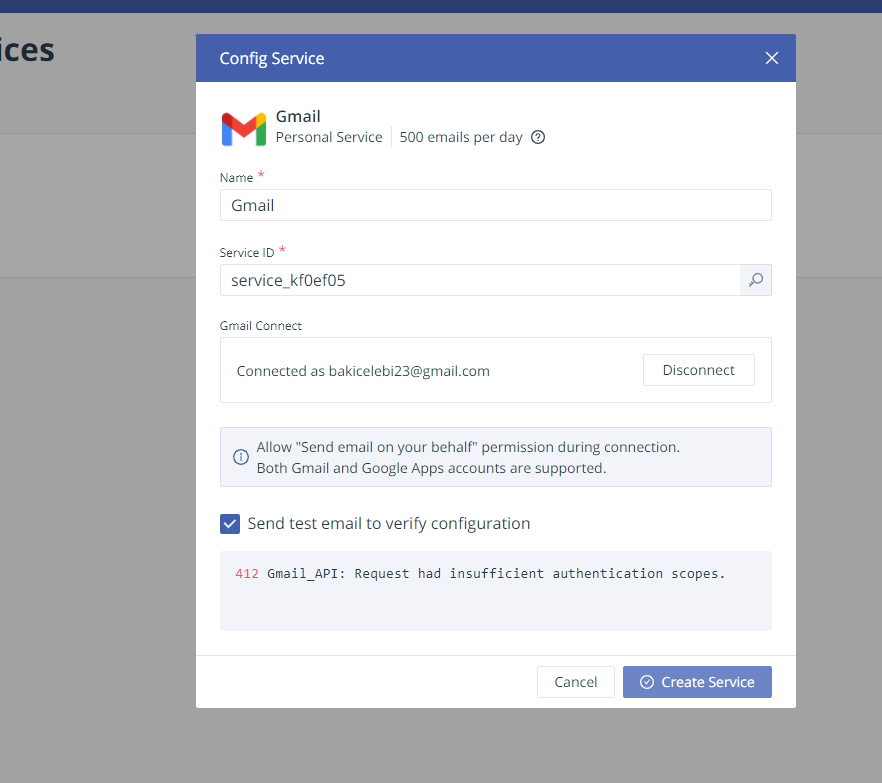 ices
Config Service
Gmail
Personal Service 500 emails per day
Name *
Gmail
Service ID *
service_kf0ef05
Gmail Connect
Connected as bakicelebi23@gmail.com
Disconnect
Allow "Send email on your behalf" permission during connection.
Both Gmail and Google Apps accounts are supported.
Send test email to verify configuration
412 Gmail_API: Request had insufficient authentication scopes.
Cancel
Create Service